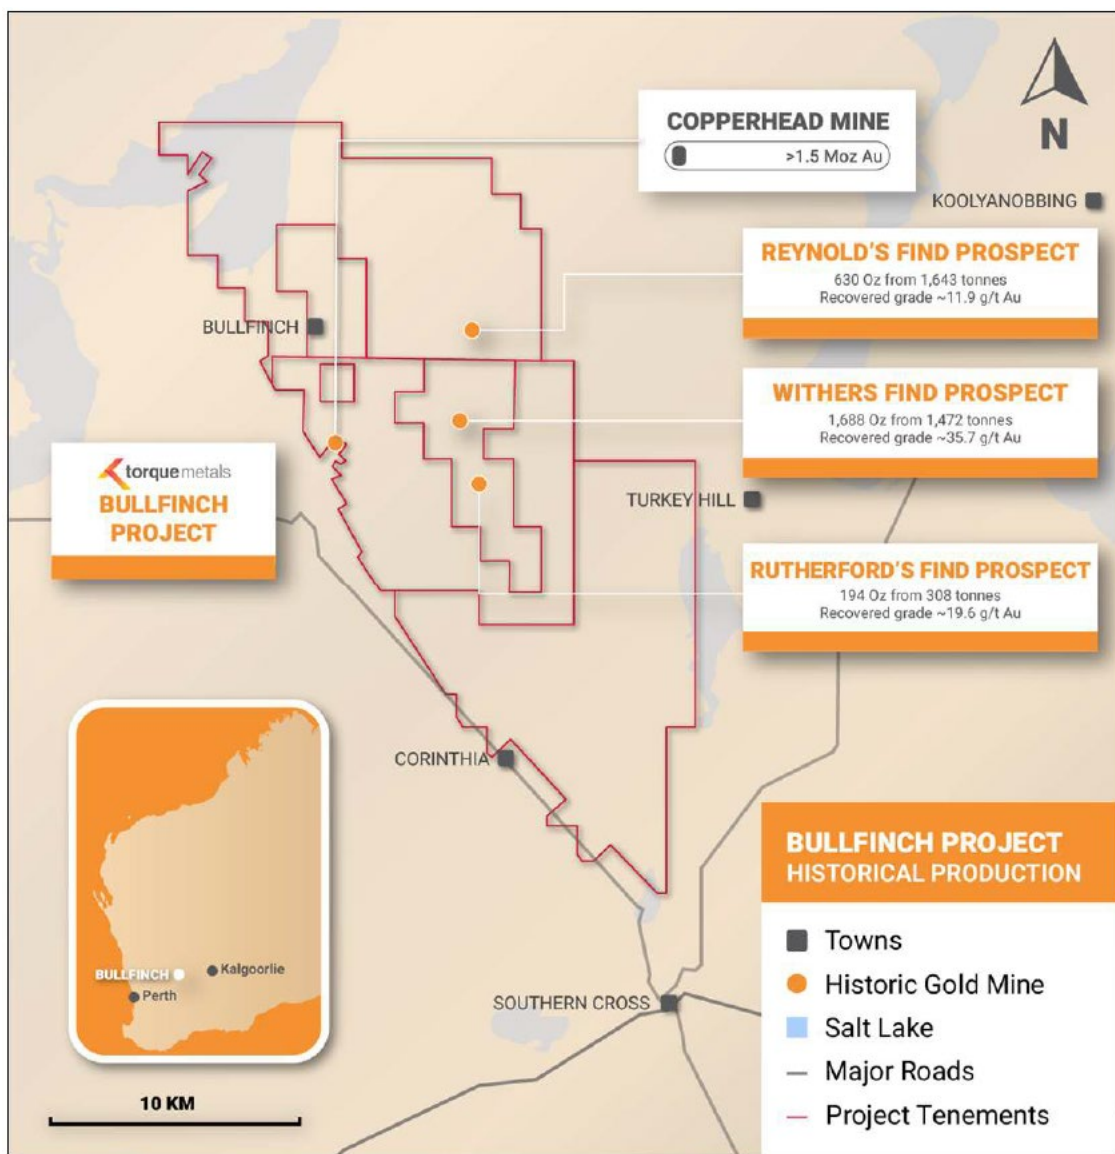 COPPERHEAD MINE
>1.5 Moz Au
N
KOOLYANOBBING
REYNOLD'S FIND PROSPECT
630 Oz from 1,643 tonnes
Recovered grade ~11.9 g/t Au
BULLFINCH
WITHERS FIND PROSPECT
1,688 Oz from 1,472 tonnes
Recovered grade ~35.7 g/t Au
torquemetals
BULLFINCH
PROJECT
TURKEY HILL
RUTHERFORD'S FIND PROSPECT
194 Oz from 308 tonnes
Recovered grade ~19.6 g/t Au
CORINTHIA
BULLFINCH
Kalgoorlie
Perth
10 KM
SOUTHERN CROSS
BULLFINCH PROJECT
HISTORICAL PRODUCTION
Towns
Historic Gold Mine
Salt Lake
Major Roads
Project Tenements